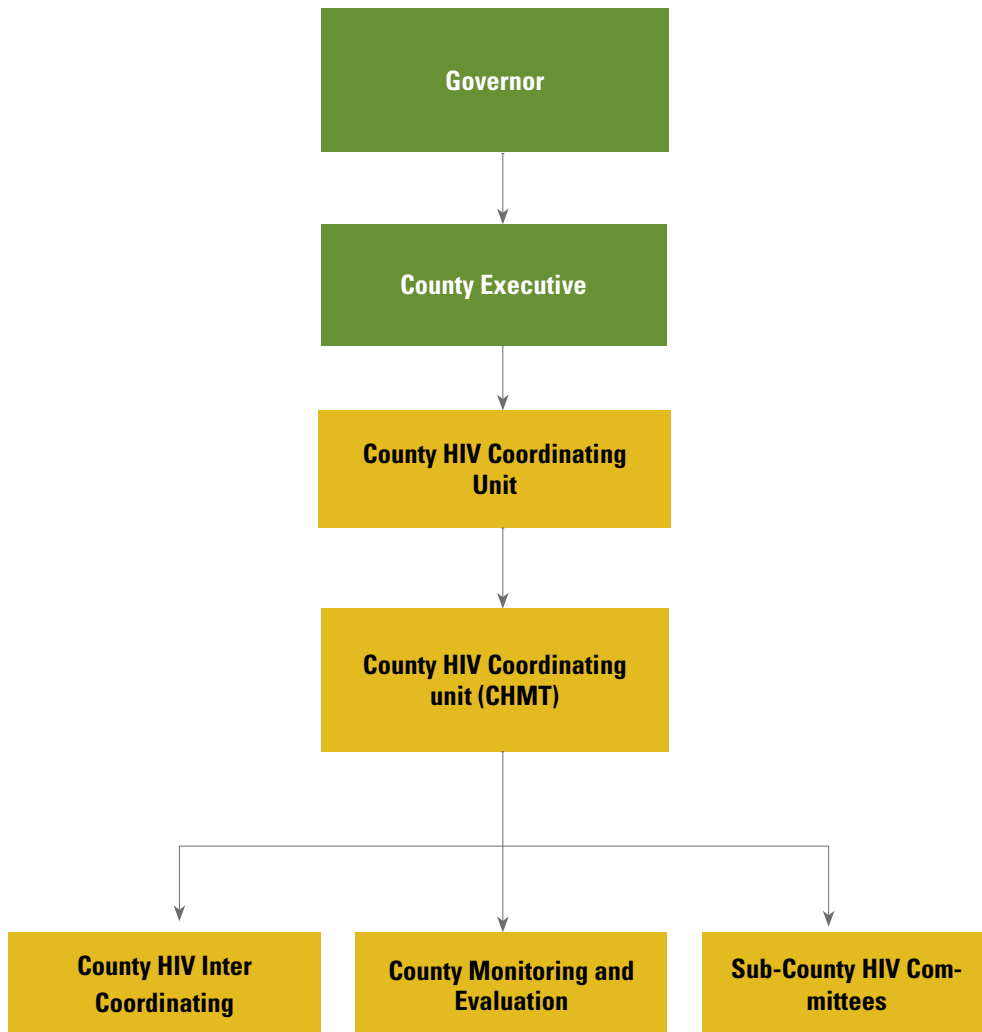 Governor
County Executive
County HIV Coordinating
Unit
County HIV Coordinating
unit (CHMT)
County HIV Inter
Coordinating
County Monitoring and
Evaluation
Sub-County HIV Com-
mittees